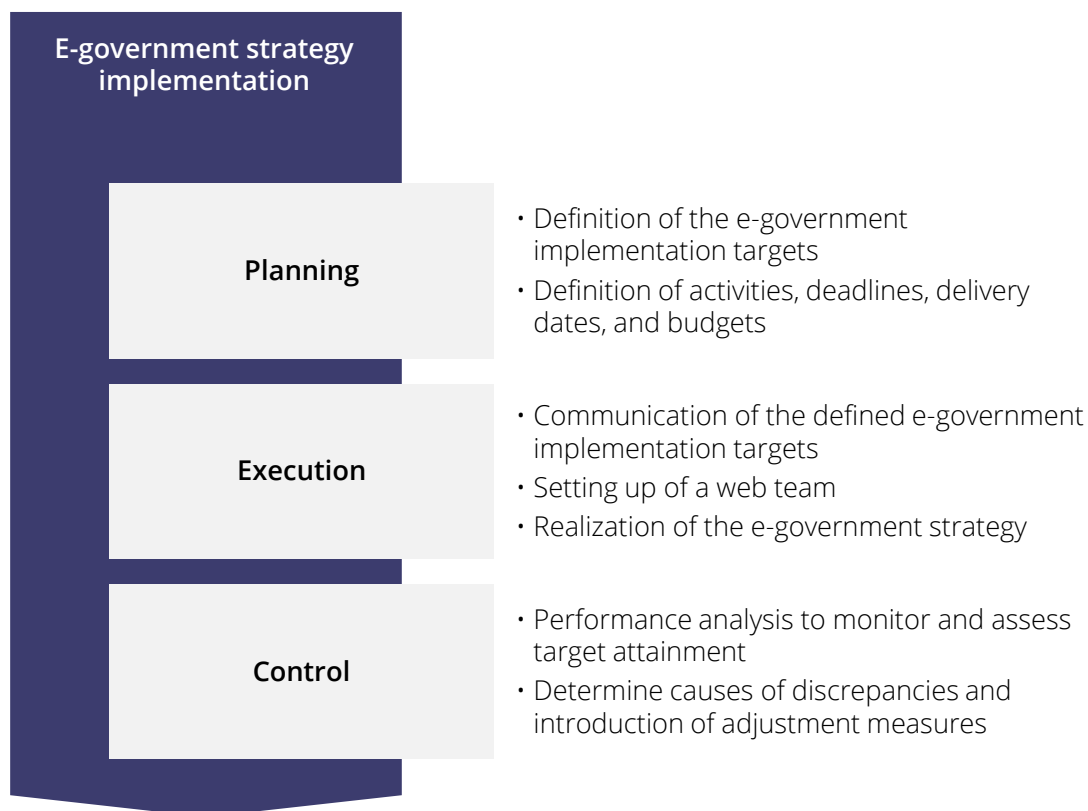 E-government strategy
implementation
Planning
• Definition of the e-government
implementation targets
• Definition of activities, deadlines, delivery
dates, and budgets
Execution
• Communication of the defined e-government
implementation targets
• Setting up of a web team
• Realization of the e-government strategy
Control
• Performance analysis to monitor and assess
target attainment
• Determine causes of discrepancies and
introduction of adjustment measures